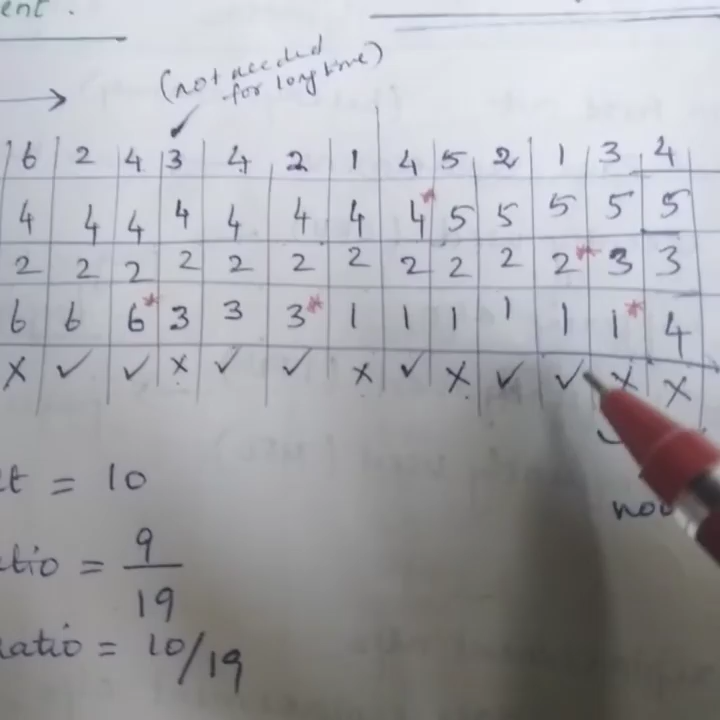 ent.
(not needed
for long time)
6 2 4 3 4 2 1 4 5 2 1 3 4
4 4 4 4 4 4 4 4* 5 5 5 5 5
2 2 2 2 2 2 2 2 2 2 2* 3 3
6 6 6* 3 3 3* 1 1 1 1 1 1* 4
X ✓ ✓ X ✓ ✓ X ✓ X ✓ ✓ X X
= 10
tio = 9
19
ratio = 10/19